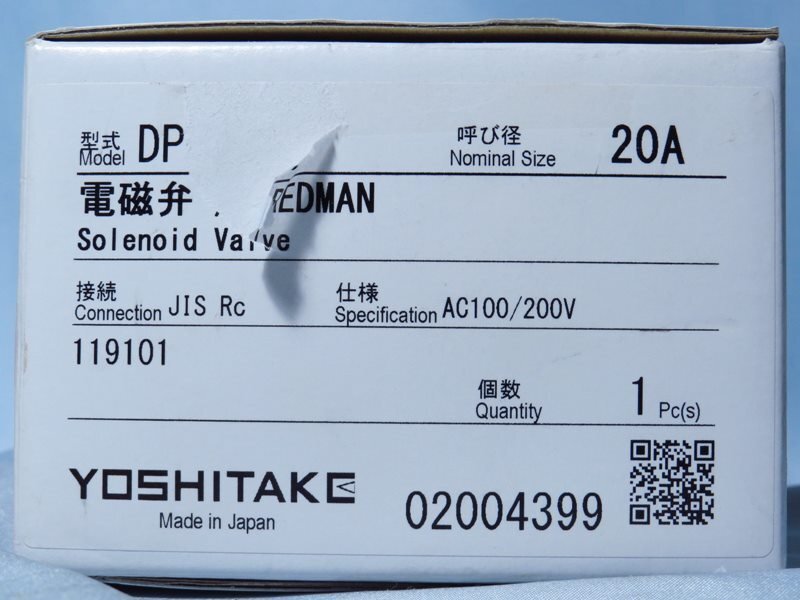 型式 Model DP 呼び径 Nominal Size 20A
電磁弁 REDMAN
Solenoid Valve
接続 Connection JIS Rc 仕様 Specification AC100/200V
119101
個数 Quantity 1 Pc(s)
YOSHITAKE
Made in Japan
02004399